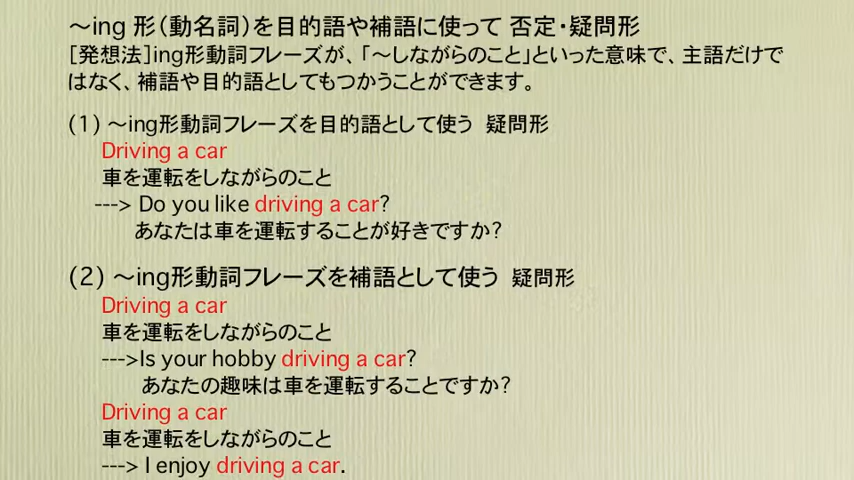 ～ing 形（動名詞）を目的語や補語に使って 否定・疑問形
［発想法］ing形動詞フレーズが、「～しながらのこと」といった意味で、主語だけで
はなく、補語や目的語としてもつかうことができます。
(1) ～ing形動詞フレーズを目的語として使う 疑問形
Driving a car
車を運転をしながらのこと
---> Do you like driving a car?
あなたは車を運転することが好きですか?
(2) ～ing形動詞フレーズを補語として使う 疑問形
Driving a car
車を運転をしながらのこと
--->Is your hobby driving a car?
あなたの趣味は車を運転することですか?
Driving a car
車を運転をしながらのこと
---> I enjoy driving a car.